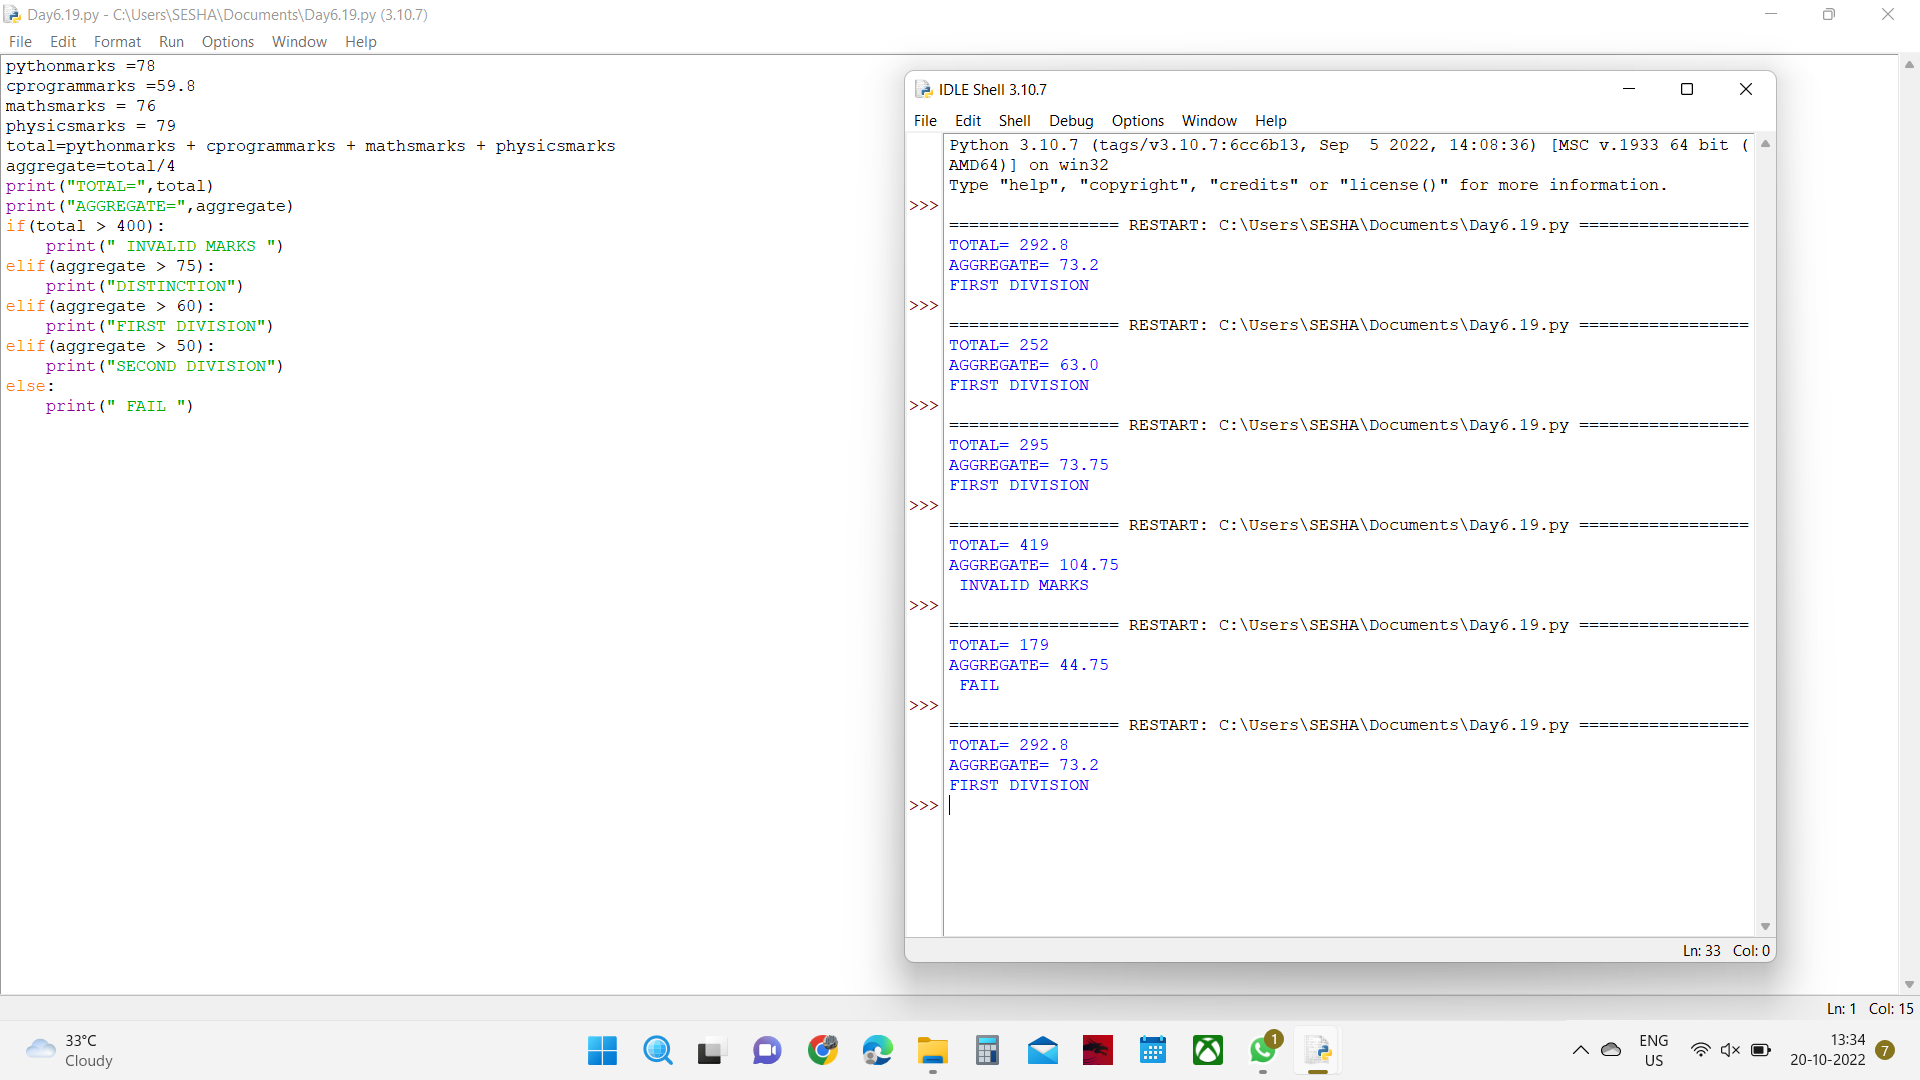 Day6.19.py - C:\Users\SESHA\Documents\Day6.19.py (3.10.7)
File Edit Format Run Options Window Help
pythonmarks =78
cprogrammarks =59.8
mathsmarks = 76
physicsmarks = 79
total=pythonmarks + cprogrammarks + mathsmarks + physicsmarks
aggregate=total/4
print("TOTAL=",total)
print("AGGREGATE=",aggregate)
if(total > 400):
    print(" INVALID MARKS ")
elif(aggregate > 75):
    print("DISTINCTION")
elif(aggregate > 60):
    print("FIRST DIVISION")
elif(aggregate > 50):
    print("SECOND DIVISION")
else:
    print(" FAIL ")
IDLE Shell 3.10.7
File Edit Shell Debug Options Window Help
Python 3.10.7 (tags/v3.10.7:6cc6b13, Sep  5 2022, 14:08:36) [MSC v.1933 64 bit (
AMD64)] on win32
Type "help", "copyright", "credits" or "license()" for more information.
>>>
================= RESTART: C:\Users\SESHA\Documents\Day6.19.py =================
TOTAL= 292.8
AGGREGATE= 73.2
FIRST DIVISION
>>>
================= RESTART: C:\Users\SESHA\Documents\Day6.19.py =================
TOTAL= 252
AGGREGATE= 63.0
FIRST DIVISION
>>>
================= RESTART: C:\Users\SESHA\Documents\Day6.19.py =================
TOTAL= 295
AGGREGATE= 73.75
FIRST DIVISION
>>>
================= RESTART: C:\Users\SESHA\Documents\Day6.19.py =================
TOTAL= 419
AGGREGATE= 104.75
 INVALID MARKS
>>>
================= RESTART: C:\Users\SESHA\Documents\Day6.19.py =================
TOTAL= 179
AGGREGATE= 44.75
 FAIL
>>>
================= RESTART: C:\Users\SESHA\Documents\Day6.19.py =================
TOTAL= 292.8
AGGREGATE= 73.2
FIRST DIVISION
>>>
Ln: 33 Col: 0
Ln: 1 Col: 15
33°C
Cloudy
1
ENG
US
13:34
20-10-2022
7